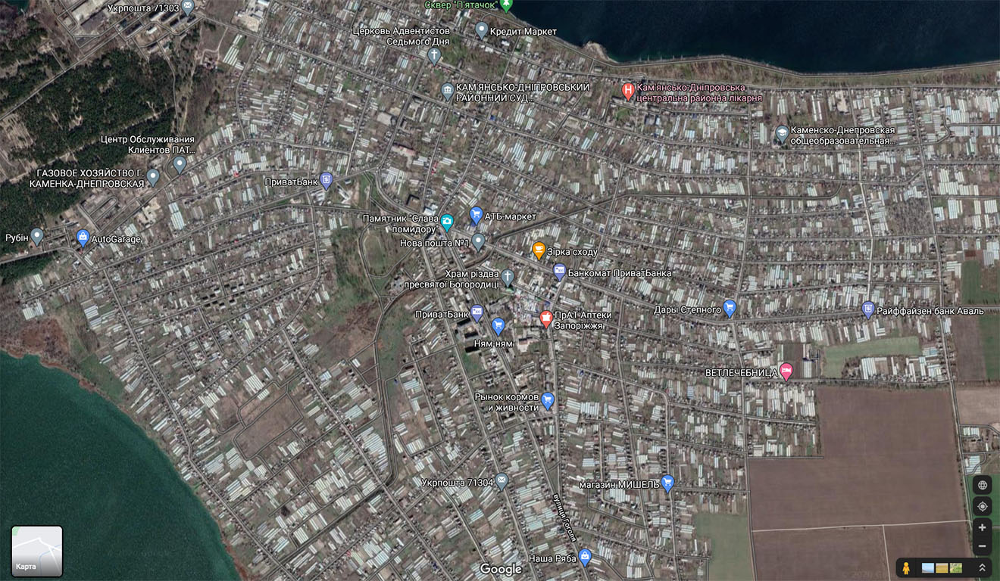 Сквер "П'ятачок"
Укрпошта 71303
Кредит Маркет
Церковь Адвентистов
Седьмого Дня
КАМ'ЯНСЬКО-ДНІПРОВСЬКИЙ
РАЙОННИЙ СУД...
Кам'янсько-Дніпровська
центральна районна лікарня
Каменско-Днепровская
общеобразовательная...
Центр Обслуживания
Клиентов ПАТ...
ГАЗОВОЕ ХОЗЯЙСТВО Г.
КАМЕНКА-ДНЕПРОВСКАЯ
ПриватБанк
Памятник "Слава
помидору"
АТБ-маркет
Рубін
AutoGarage
Нова пошта №1
Зірка сходу
Храм різдва
пресвятої Богородиці
Банкомат ПриватБанка
ПриватБанк
ПрАТ Аптеки
Запоріжжя
Дары Степного
Райффайзен банк Аваль
Ням-ням
ВЕТЛЕЧЕБНИЦА
Рынок кормов
и живности
Укрпошта 71304
магазин МИШЕЛЬ
вулиця Гоголя
Наша Ряба
Карта
Google